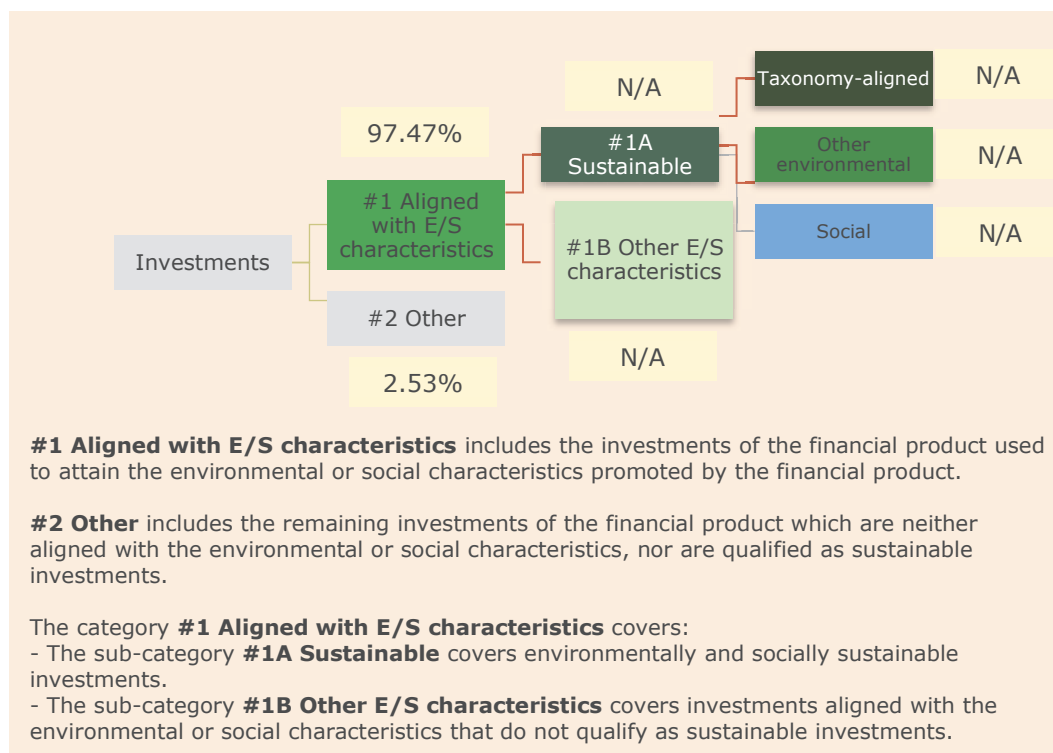 Taxonomy-aligned
N/A
N/A
97.47%
#1A
Sustainable
Other
environmental
N/A
#1 Aligned
with E/S
characteristics
#1B Other E/S
characteristics
Social
N/A
Investments
#2 Other
N/A
2.53%
#1 Aligned with E/S characteristics includes the investments of the financial product used
to attain the environmental or social characteristics promoted by the financial product.
#2 Other includes the remaining investments of the financial product which are neither
aligned with the environmental or social characteristics, nor are qualified as sustainable
investments.
The category #1 Aligned with E/S characteristics covers:
- The sub-category #1A Sustainable covers environmentally and socially sustainable
investments.
- The sub-category #1B Other E/S characteristics covers investments aligned with the
environmental or social characteristics that do not qualify as sustainable investments.